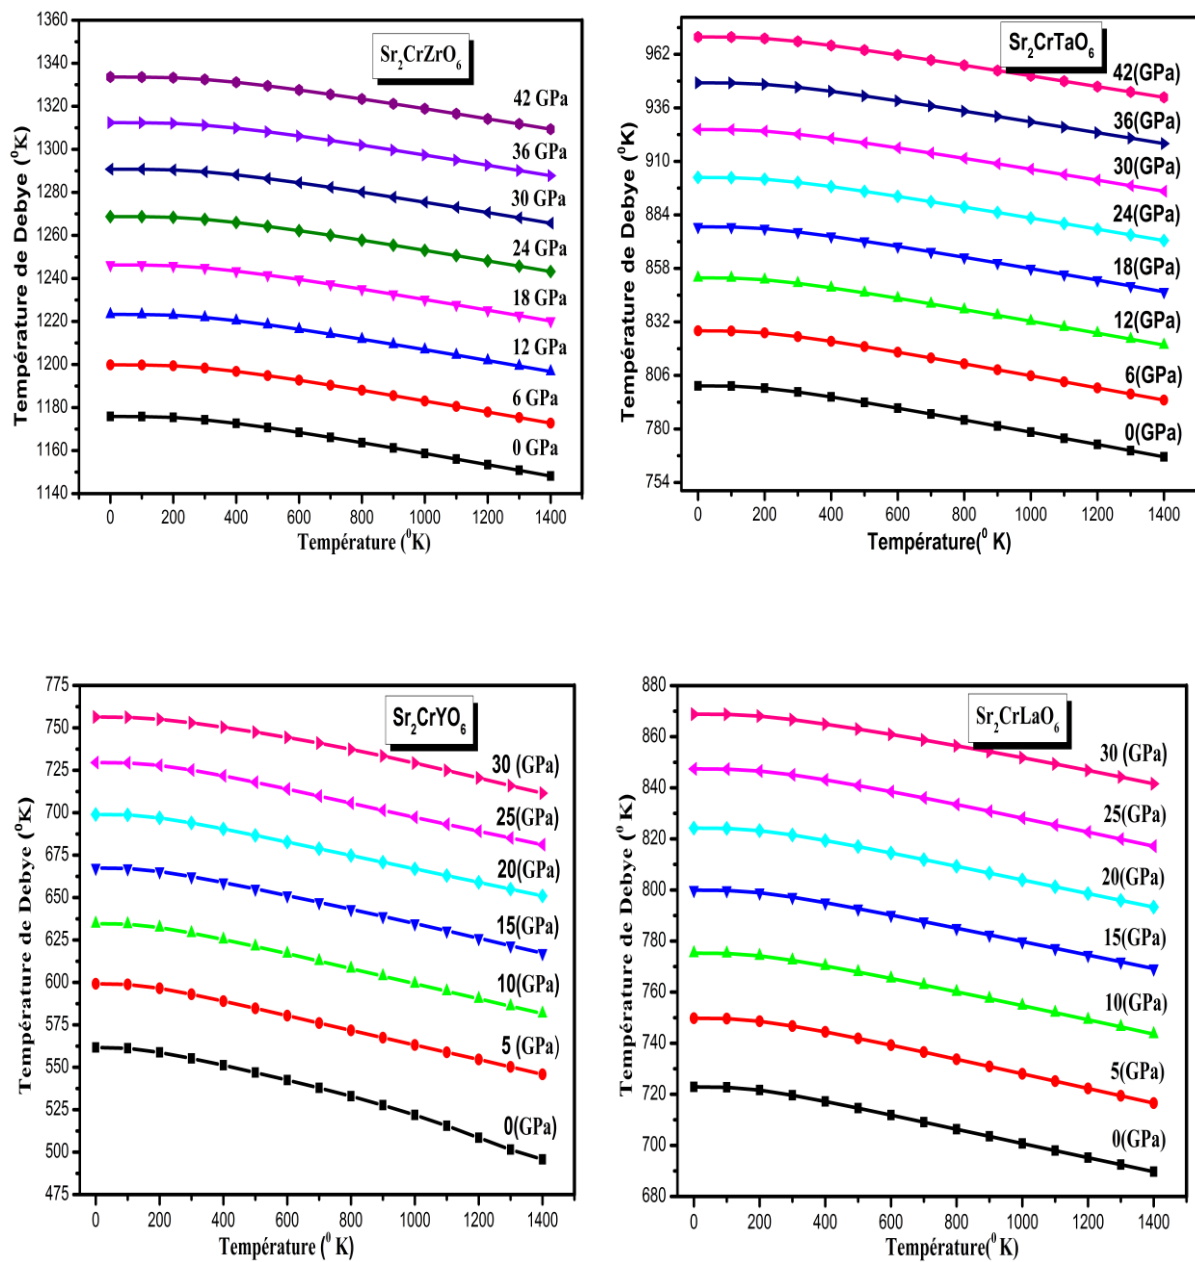 Sr2CrZrO6
Température de Debye (⁰K)
1360
1340
1320
1300
1280
1260
1240
1220
1200
1180
1160
1140
42 GPa
36 GPa
30 GPa
24 GPa
18 GPa
12 GPa
6 GPa
0 GPa
0 200 400 600 800 1000 1200 1400
Température (⁰K)
Sr2CrTaO6
Température de Debye (⁰K)
962
936
910
884
858
832
806
780
754
42(GPa)
36(GPa)
30(GPa)
24(GPa)
18(GPa)
12(GPa)
6(GPa)
0(GPa)
0 200 400 600 800 1000 1200 1400
Température(⁰ K)
Sr2CrYO6
Température de Debye (⁰K)
775
750
725
700
675
650
625
600
575
550
525
500
475
30 (GPa)
25(GPa)
20(GPa)
15(GPa)
10(GPa)
5 (GPa)
0(GPa)
0 200 400 600 800 1000 1200 1400
Température (⁰ K)
Sr2CrLaO6
Température de Debye (⁰ K)
880
860
840
820
800
780
760
740
720
700
680
30 (GPa)
25(GPa)
20(GPa)
15(GPa)
10(GPa)
5(GPa)
0(GPa)
0 200 400 600 800 1000 1200 1400
Température(⁰ K)